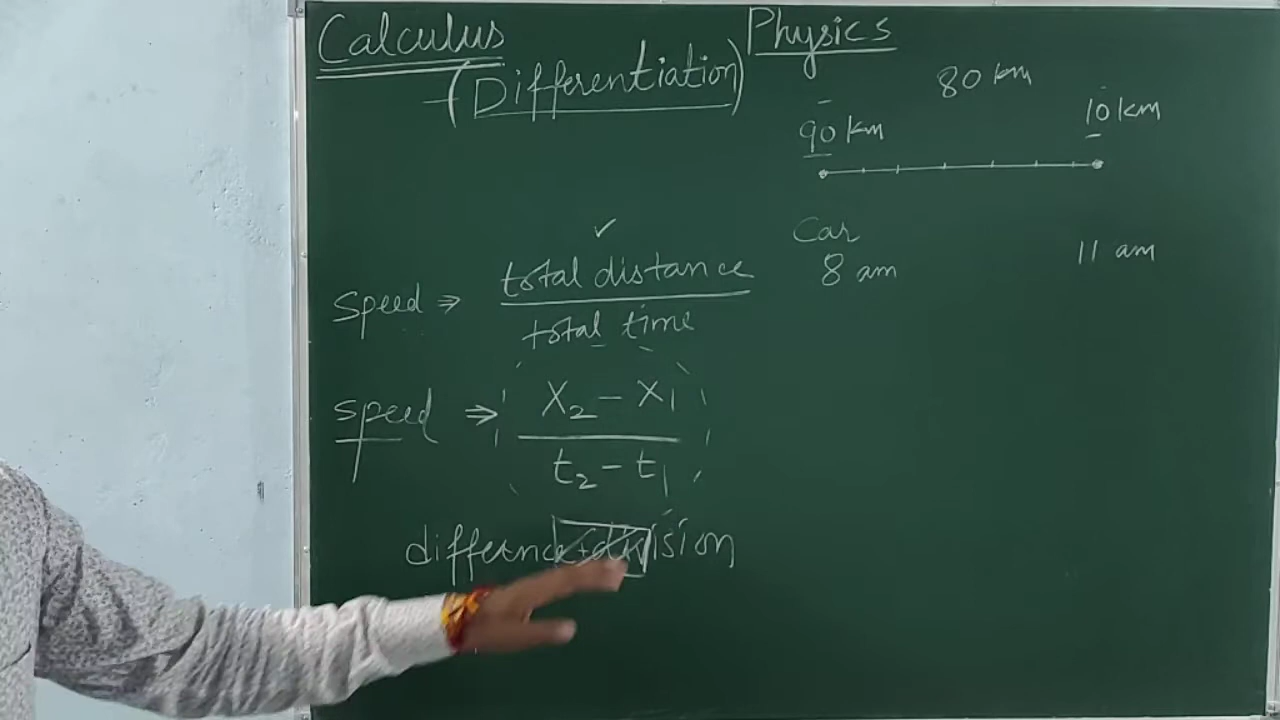 Calculus
(Differentiation)
Physics
80 km
90 km
10 km
Car
8 am
11 am
speed ⇒ total distance
total time
speed ⇒ X₂ - X₁
t₂ - t₁
differnce+division